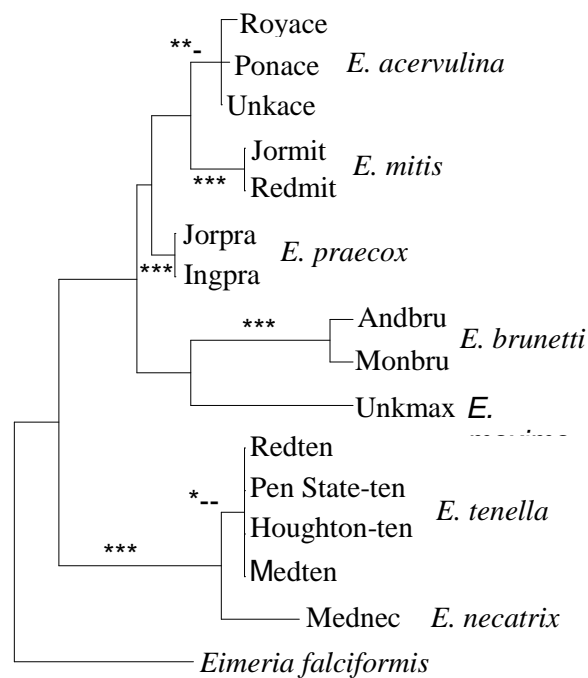 Royace
**-
Ponace E. acervulina
Unkace
Jormit
*** E. mitis
Redmit
Jorpra
*** E. praecox
Ingpra
*** Andbru
E. brunetti
Monbru
Unkmax E.
Redten
*-- Pen State-ten
E. tenella
Houghton-ten
***
Medten
Mednec E. necatrix
Eimeria falciformis